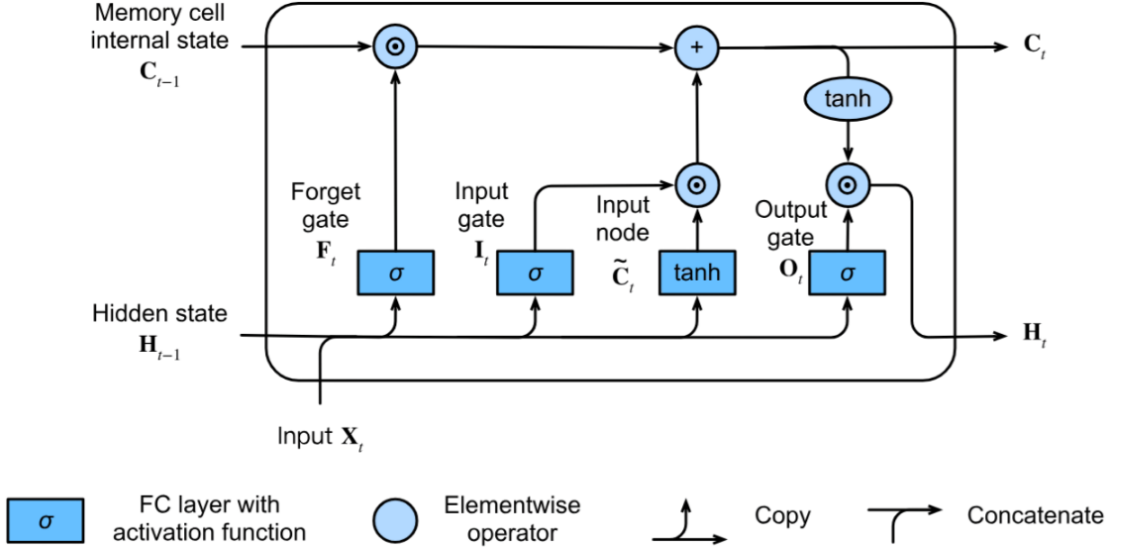 Memory cell
internal state
C_{t−1}
⊙
+
C_t
tanh
Forget
gate
F_t
Input
gate
I_t
Input
node
C̃_t
⊙
Output
gate
O_t
⊙
σ
σ
tanh
σ
Hidden state
H_{t−1}
H_t
Input X_t
σ
FC layer with
activation function
Elementwise
operator
Copy
Concatenate